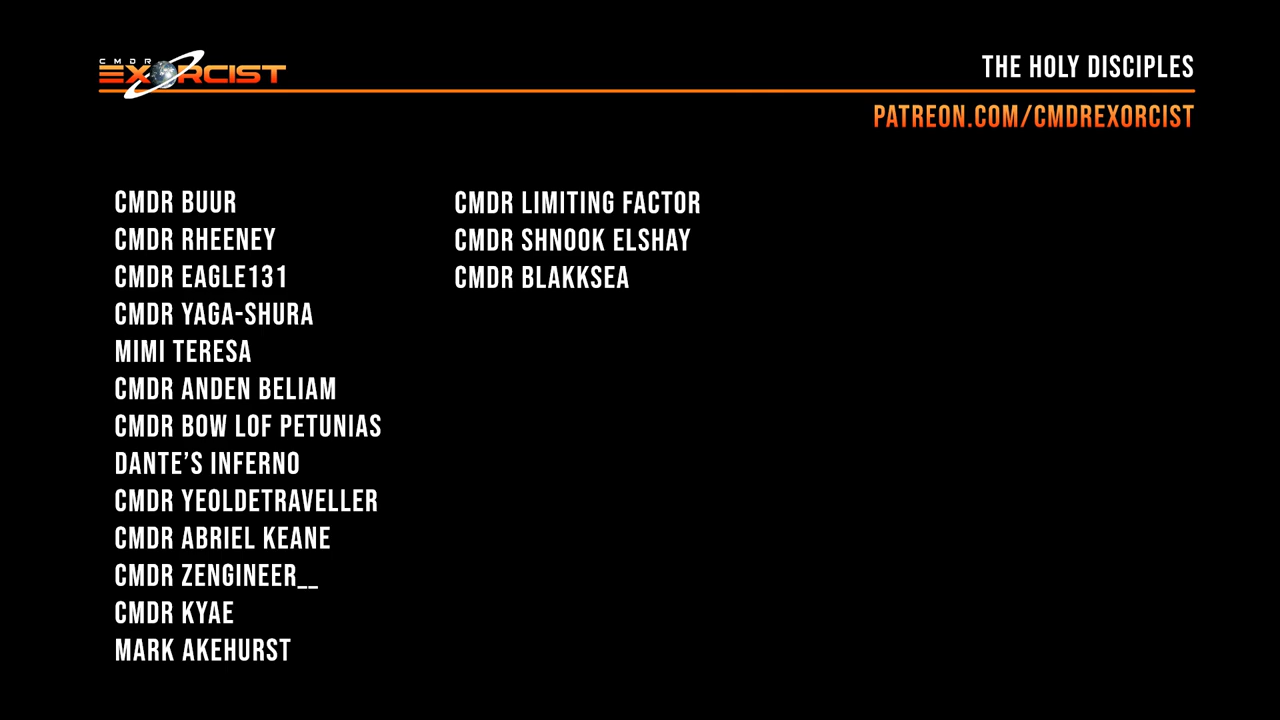 CMDR
EXORCIST
THE HOLY DISCIPLES
PATREON.COM/CMDREXORCIST
CMDR BUUR
CMDR RHEENEY
CMDR EAGLE131
CMDR YAGA-SHURA
MIMI TERESA
CMDR ANDEN BELIAM
CMDR BOW LOF PETUNIAS
DANTE’S INFERNO
CMDR YEOLDETRAVELLER
CMDR ABRIEL KEANE
CMDR ZENGINEER__
CMDR KYAE
MARK AKEHURST
CMDR LIMITING FACTOR
CMDR SHNOOK ELSHAY
CMDR BLAKKSEA